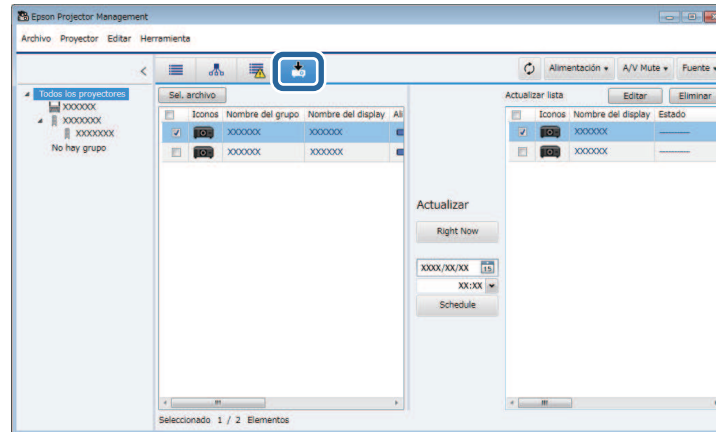 Epson Projector Management
Archivo Proyector Editar Herramienta
Alimentación A/V Mute Fuente
Todos los proyectores
XXXXXX
XXXXXXX
XXXXXXX
No hay grupo
Sel. archivo
Iconos Nombre del grupo Nombre del display Ali
XXXXXX XXXXXX
XXXXXX XXXXXX
Actualizar
Right Now
XXXX/XX/XX 15
XX:XX
Schedule
Actualizar lista Editar Eliminar
Iconos Nombre del display Estado
XXXXXX
XXXXXX
Seleccionado 1 / 2 Elementos